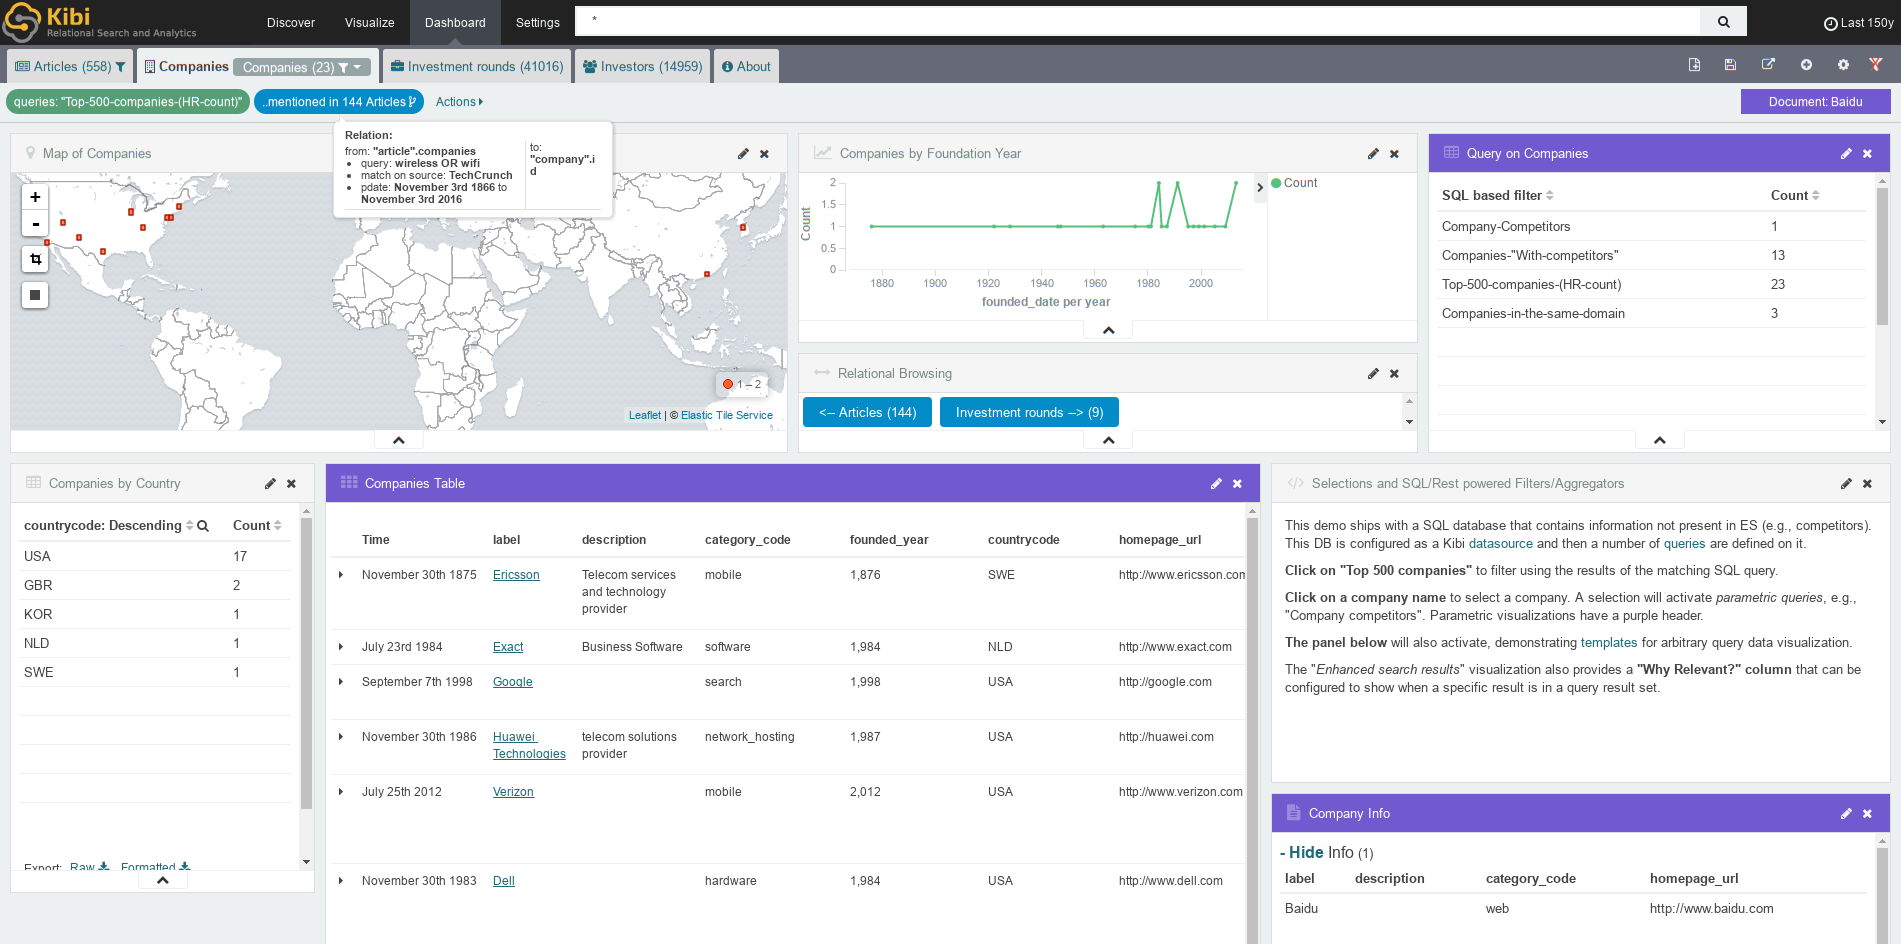 Kibi
Relational Search and Analytics
Discover
Visualize
Dashboard
Settings
*
Last 150y
Articles (558)
Companies
Companies (23)
Investment rounds (41016)
Investors (14959)
About
queries: "Top-500-companies-(HR-count)"
..mentioned in 144 Articles
Actions
Document: Baidu
Relation:
from: "article".companies
query: wireless OR wifi
match on source: TechCrunch
pdate: November 3rd 1866 to
November 3rd 2016
to:
"company".i
d
Map of Companies
+
-
1 – 2
Leaflet | © Elastic Tile Service
Companies by Foundation Year
Count
2
1.5
1
0.5
0
1880 1900 1920 1940 1960 1980 2000
founded_date per year
Count
Relational Browsing
<-- Articles (144)
Investment rounds --> (9)
Query on Companies
SQL based filter Count
Company-Competitors 1
Companies-"With-competitors" 13
Top-500-companies-(HR-count) 23
Companies-in-the-same-domain 3
Companies by Country
countrycode: Descending Count
USA 17
GBR 2
KOR 1
NLD 1
SWE 1
Export: Raw Formatted
Companies Table
Time label description category_code founded_year countrycode homepage_url
November 30th 1875 Ericsson Telecom services mobile 1,876 SWE http://www.ericsson.com
and technology
provider
July 23rd 1984 Exact Business Software software 1,984 NLD http://www.exact.com
September 7th 1998 Google search 1,998 USA http://google.com
November 30th 1986 Huawei telecom solutions network_hosting 1,987 USA http://huawei.com
Technologies provider
July 25th 2012 Verizon mobile 2,012 USA http://www.verizon.com
November 30th 1983 Dell hardware 1,984 USA http://www.dell.com
Selections and SQL/Rest powered Filters/Aggregators
This demo ships with a SQL database that contains information not present in ES (e.g., competitors).
This DB is configured as a Kibi datasource and then a number of queries are defined on it.
Click on "Top 500 companies" to filter using the results of the matching SQL query.
Click on a company name to select a company. A selection will activate parametric queries, e.g.,
"Company competitors". Parametric visualizations have a purple header.
The panel below will also activate, demonstrating templates for arbitrary query data visualization.
The "Enhanced search results" visualization also provides a "Why Relevant?" column that can be
configured to show when a specific result is in a query result set.
Company Info
- Hide Info (1)
label description category_code homepage_url
Baidu web http://www.baidu.com